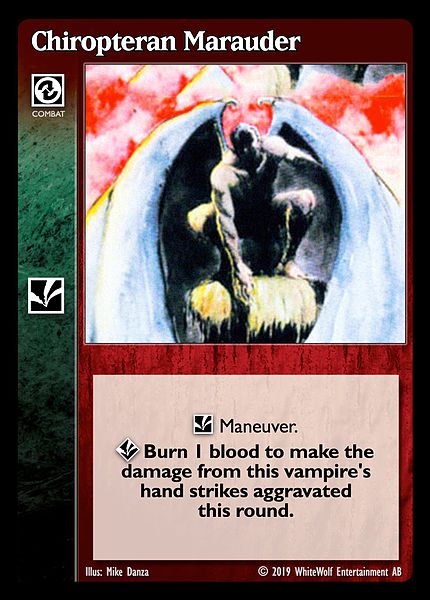 Chiropteran Marauder
COMBAT
Maneuver.
Burn 1 blood to make the
damage from this vampire's
hand strikes aggravated
this round.
Illus: Mike Danza
© 2019 WhiteWolf Entertainment AB